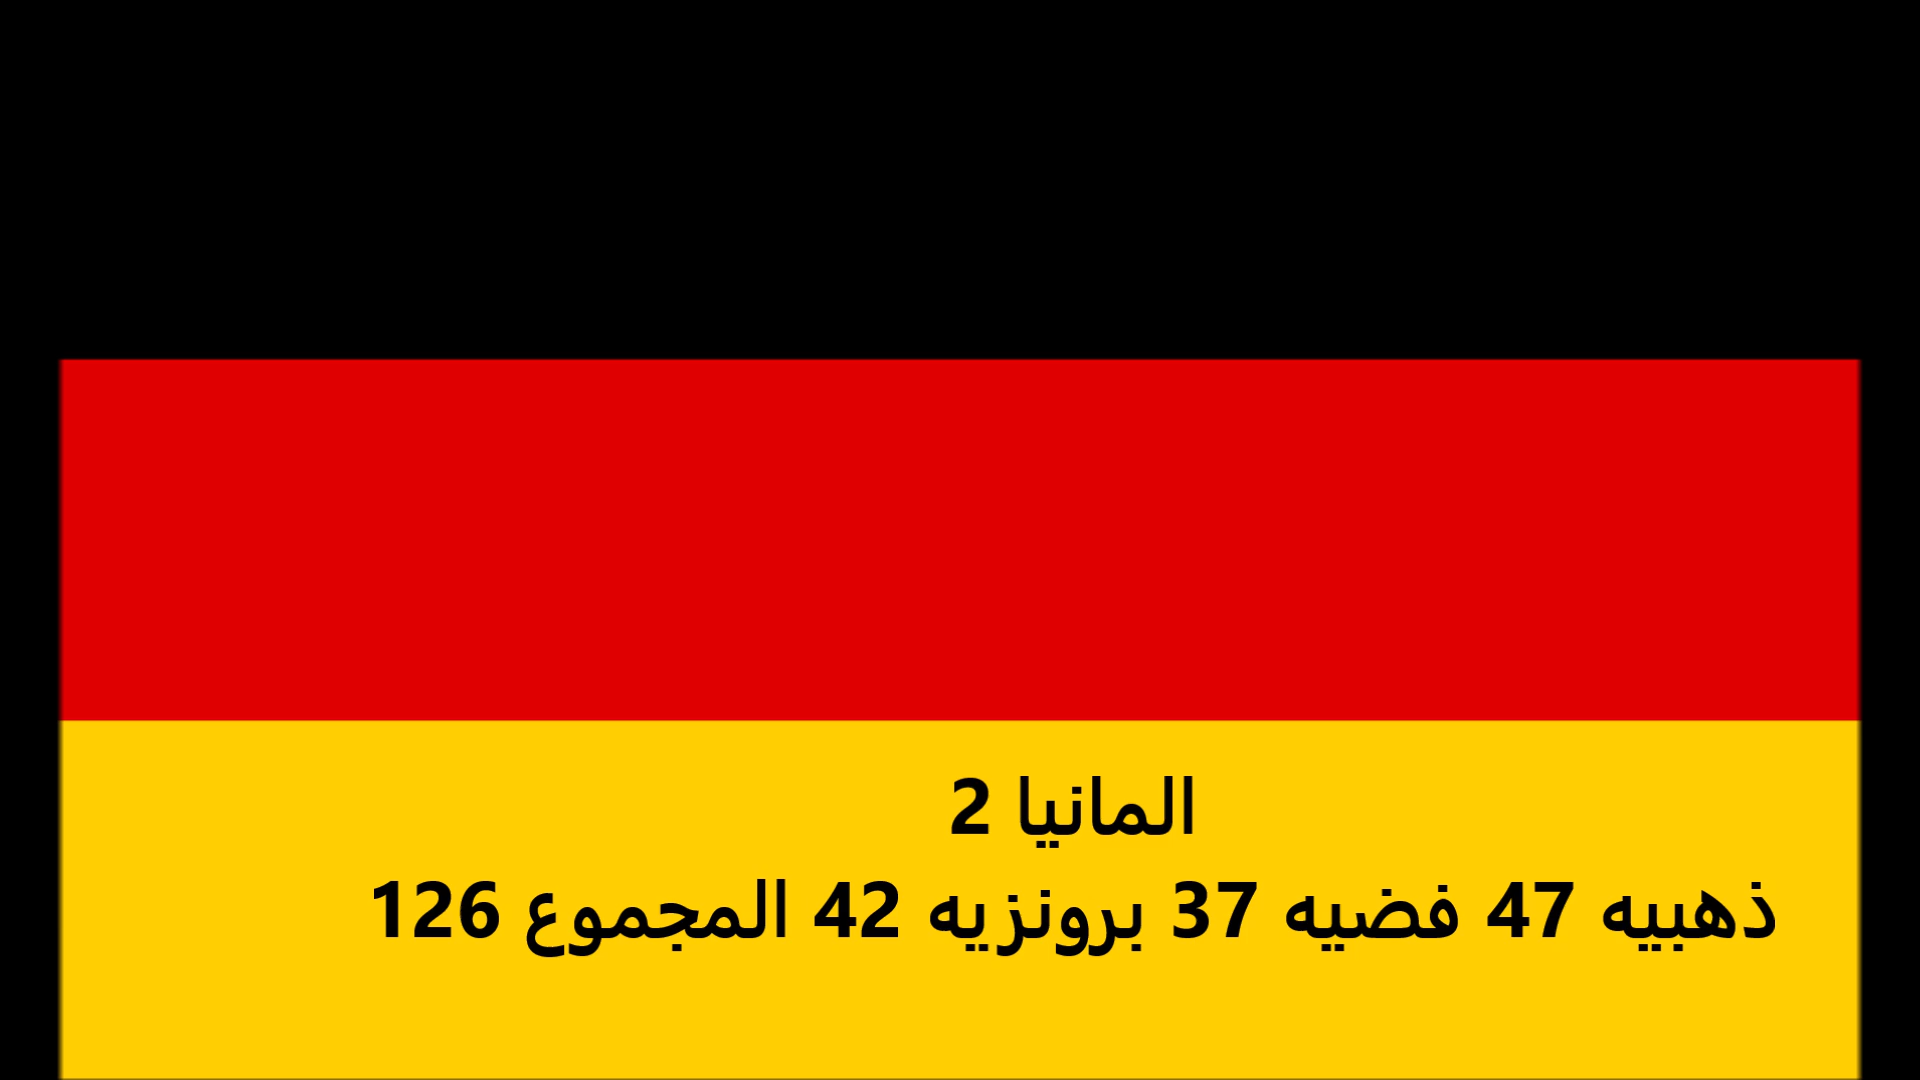 المانيا 2
ذهبيه 47 فضيه 37 برونزيه 42 المجموع 126